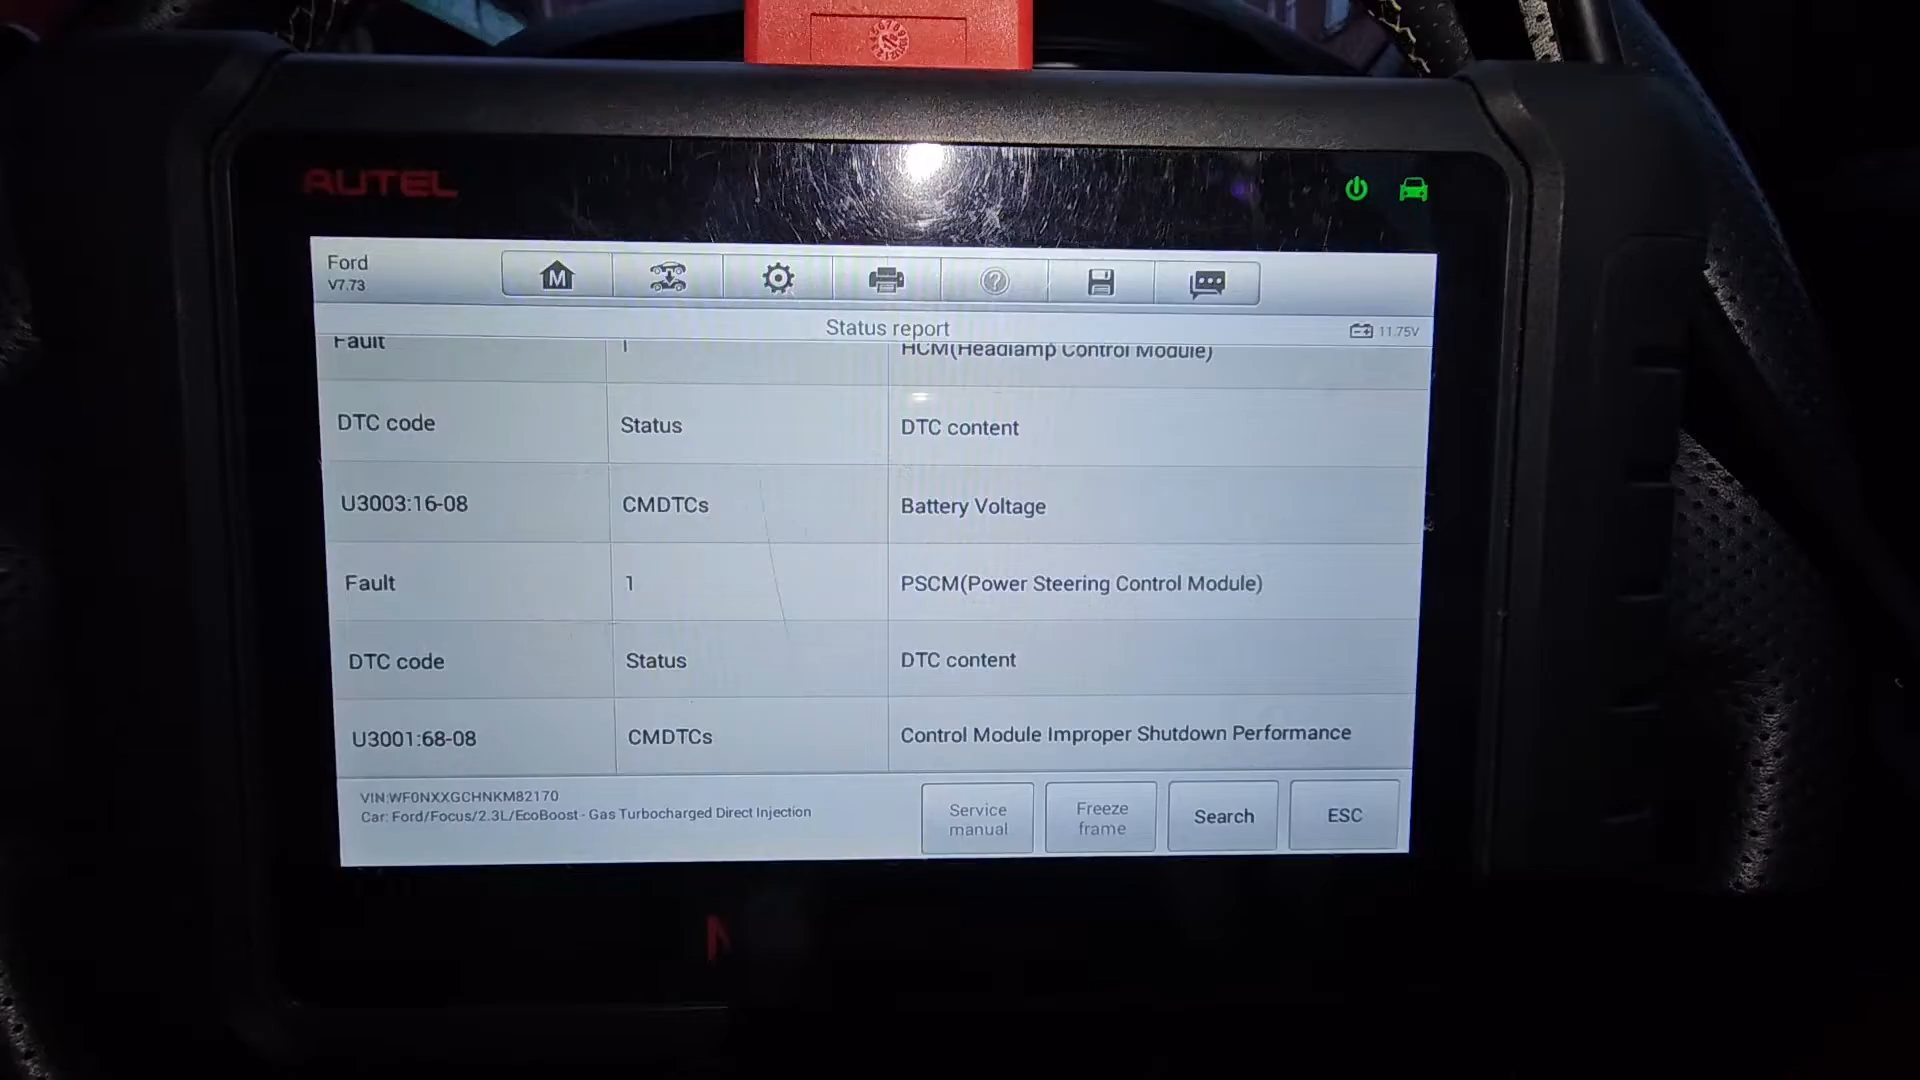 AUTEL
Ford
V7.73
M
?
Status report
11.75V
Fault 1 HCM(Headlamp Control Module)
DTC code Status DTC content
U3003:16-08 CMDTCs Battery Voltage
Fault 1 PSCM(Power Steering Control Module)
DTC code Status DTC content
U3001:68-08 CMDTCs Control Module Improper Shutdown Performance
VIN:WF0NXXGCHNKM82170
Car: Ford/Focus/2.3L/EcoBoost - Gas Turbocharged Direct Injection
Service manual
Freeze frame
Search
ESC